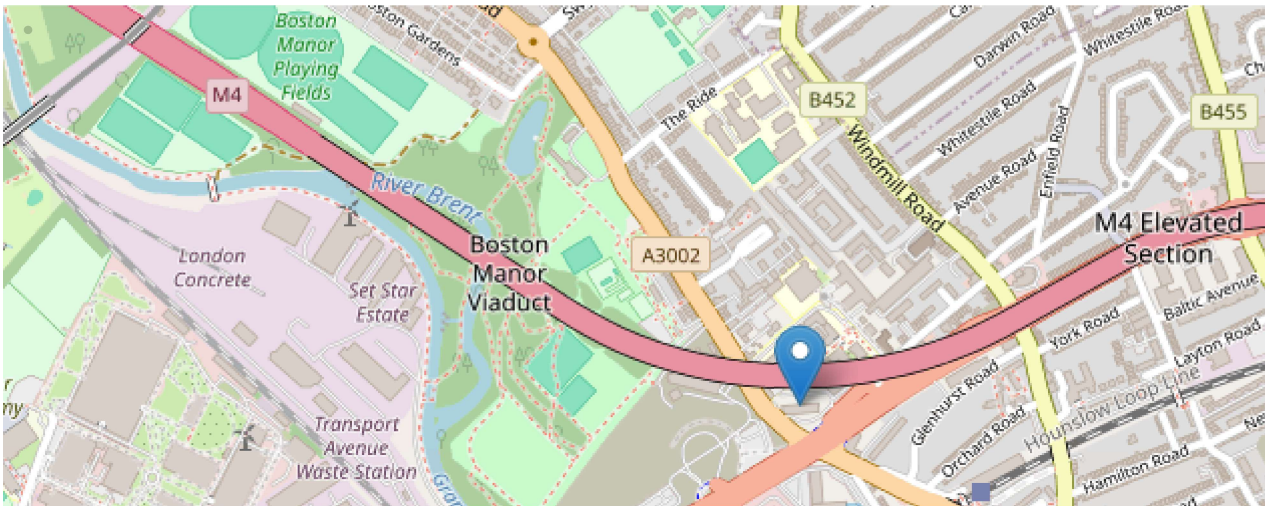 Boston
Manor
Playing
Fields
Boston Gardens
M4
The Ride
B452
Darwin Road
Whitestile Road
Whitestile Road
B455
Enfield Road
Avenue Road
Windmill Road
River Brent
Boston
Manor
Viaduct
A3002
M4 Elevated
Section
London
Concrete
Set Star
Estate
Baltic Avenue
York Road
Layton Road
Glenhurst Road
Orchard Road
Hounslow Loop Line
Hamilton Road
Transport
Avenue
Waste Station